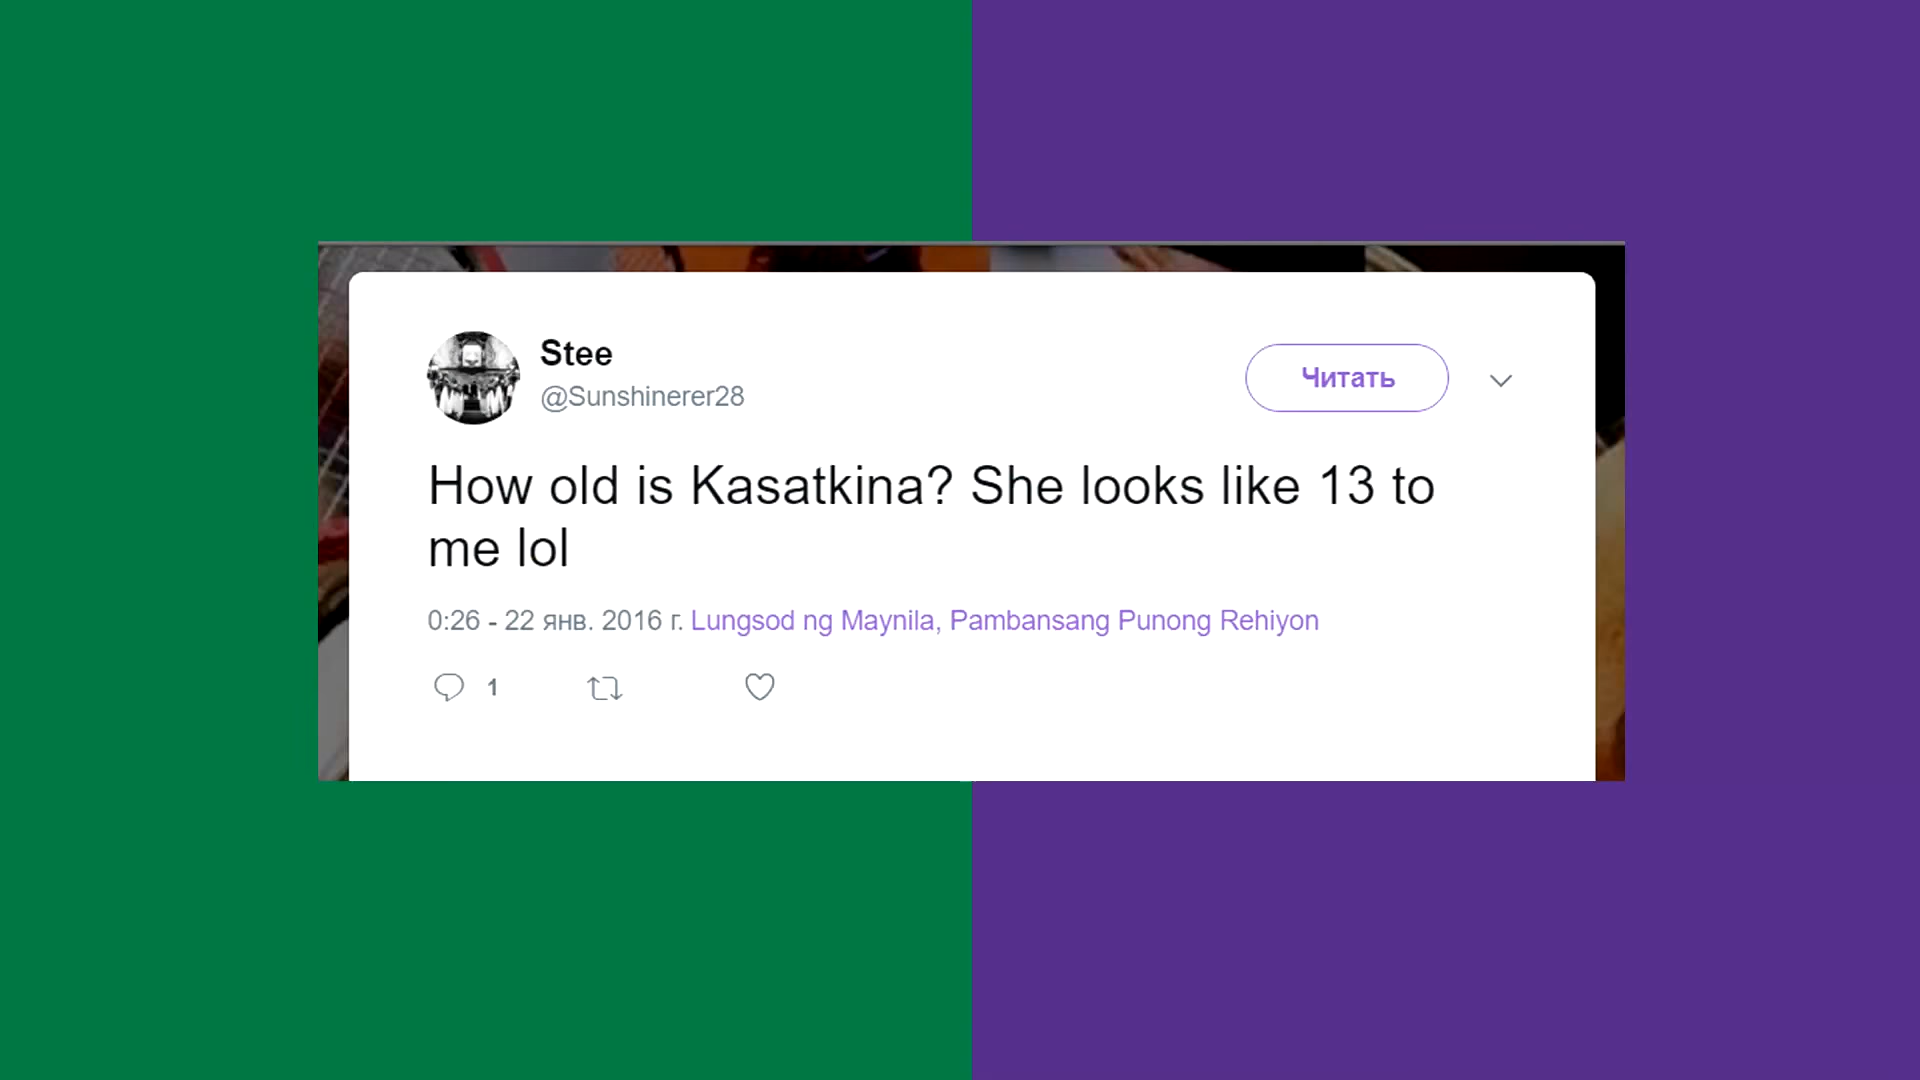 Stee
@Sunshinerer28
Читать
How old is Kasatkina? She looks like 13 to
me lol
0:26 - 22 янв. 2016 г. Lungsod ng Maynila, Pambansang Punong Rehiyon
1